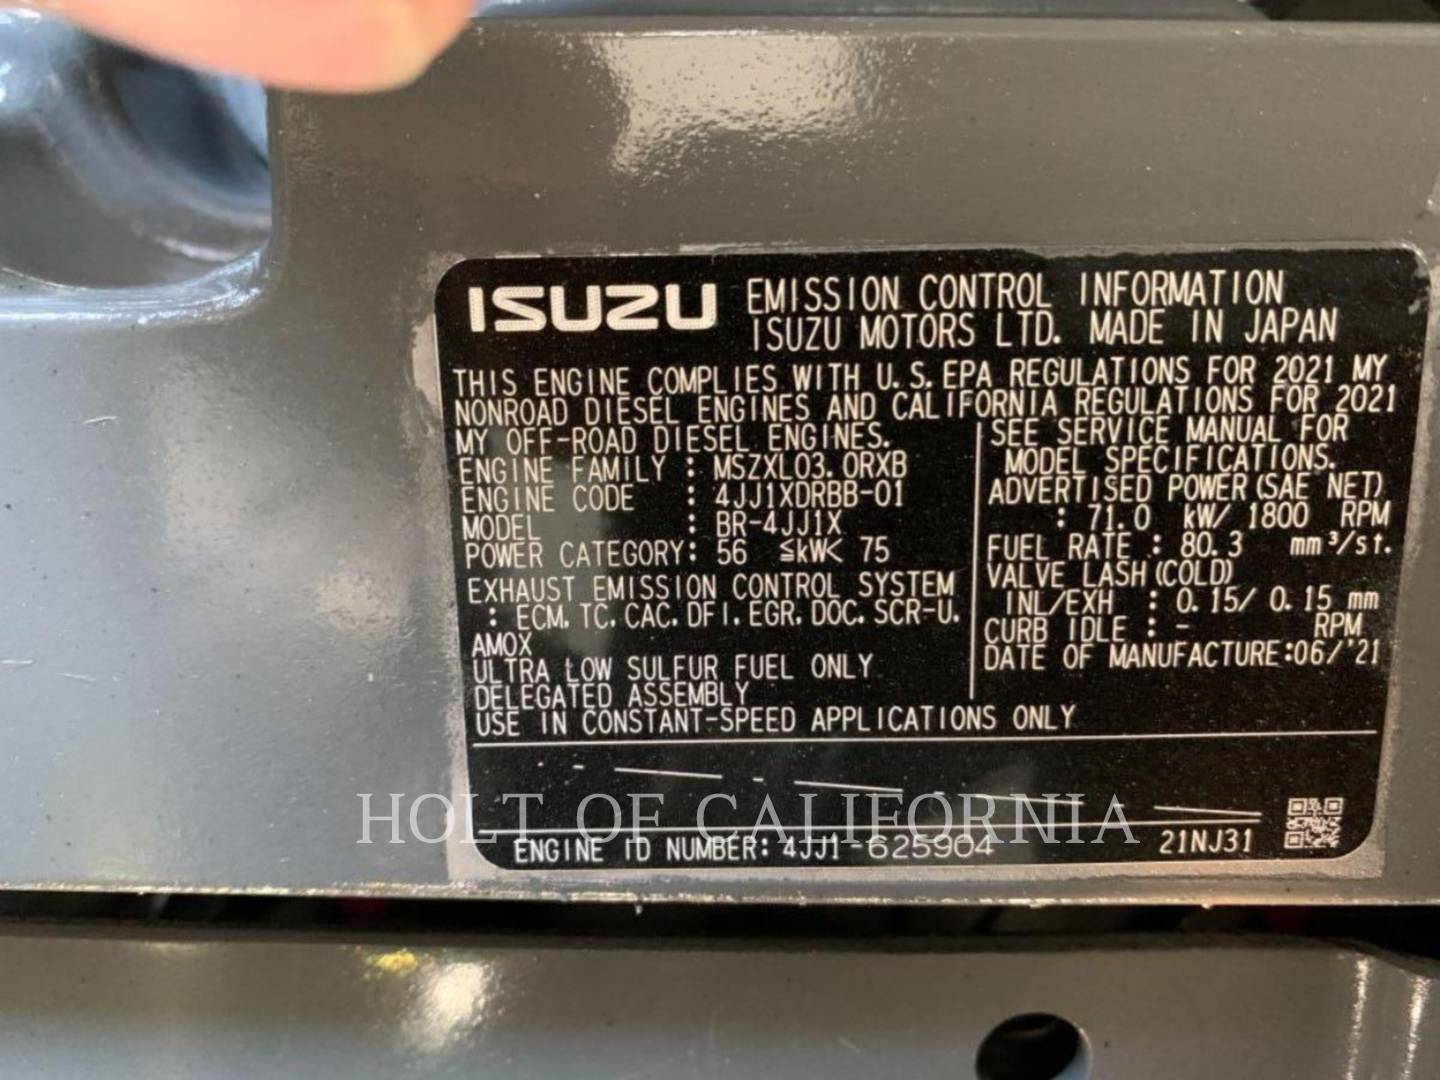 ISUZU EMISSION CONTROL INFORMATION
ISUZU MOTORS LTD. MADE IN JAPAN
THIS ENGINE COMPLIES WITH U.S.EPA REGULATIONS FOR 2021 MY
NONROAD DIESEL ENGINES AND CALIFORNIA REGULATIONS FOR 2021
MY OFF-ROAD DIESEL ENGINES.
ENGINE FAMILY : MSZXL03.0RXB
ENGINE CODE : 4JJ1XDRBB-01
MODEL : BR-4JJ1X
POWER CATEGORY: 56 ≦kW< 75
EXHAUST EMISSION CONTROL SYSTEM
: ECM, TC, CAC, DFI, EGR, DOC, SCR-U,
AMOX
ULTRA LOW SULFUR FUEL ONLY
DELEGATED ASSEMBLY
USE IN CONSTANT-SPEED APPLICATIONS ONLY
SEE SERVICE MANUAL FOR
MODEL SPECIFICATIONS.
ADVERTISED POWER(SAE NET)
: 71.0 kW/ 1800 RPM
FUEL RATE : 80.3 mm³/st.
VALVE LASH(COLD)
INL/EXH : 0.15/ 0.15 mm
CURB IDLE : - RPM
DATE OF MANUFACTURE:06/'21
HOLT OF CALIFORNIA
ENGINE ID NUMBER: 4JJ1-625904 21NJ31